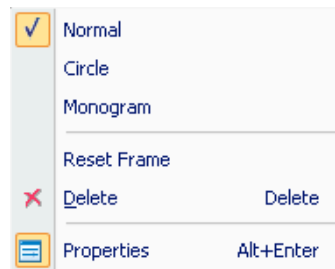 Normal
Circle
Monogram
Reset Frame
Delete Delete
Properties Alt+Enter